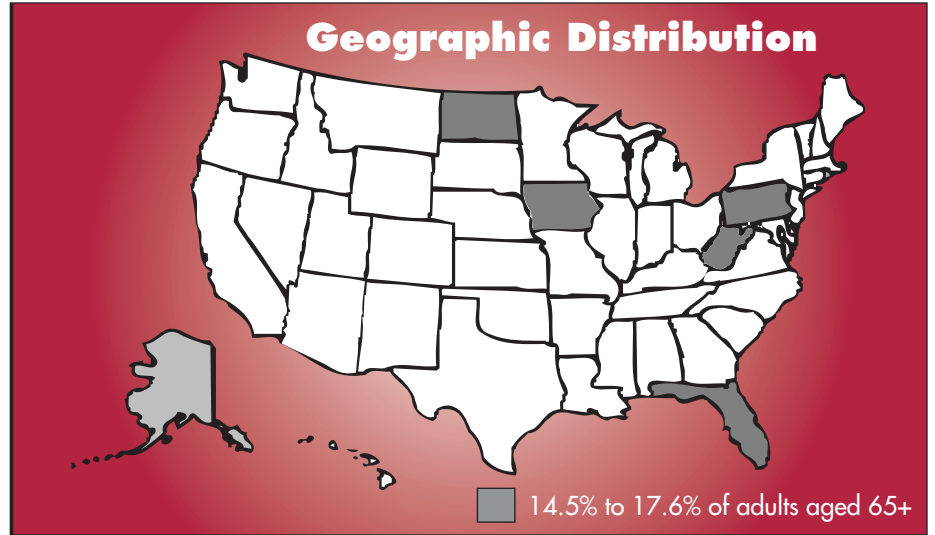 Geographic Distribution
14.5% to 17.6% of adults aged 65+